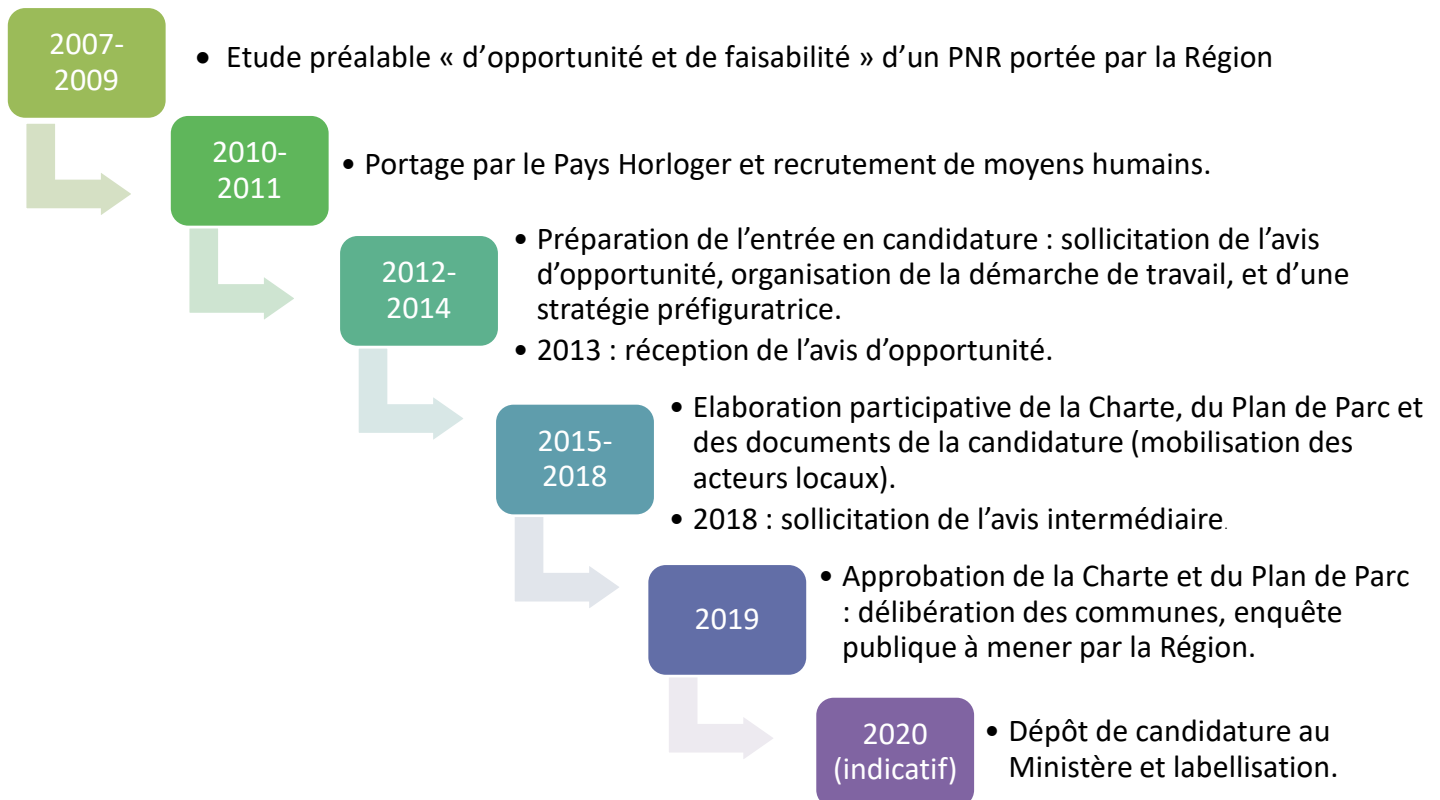 2007-
2009
• Etude préalable « d’opportunité et de faisabilité » d’un PNR portée par la Région
2010-
2011
• Portage par le Pays Horloger et recrutement de moyens humains.
2012-
2014
• Préparation de l’entrée en candidature : sollicitation de l’avis
d’opportunité, organisation de la démarche de travail, et d’une
stratégie préfiguratrice.
• 2013 : réception de l’avis d’opportunité.
2015-
2018
• Elaboration participative de la Charte, du Plan de Parc et
des documents de la candidature (mobilisation des
acteurs locaux).
• 2018 : sollicitation de l’avis intermédiaire.
2019
• Approbation de la Charte et du Plan de Parc
: délibération des communes, enquête
publique à mener par la Région.
2020
(indicatif)
• Dépôt de candidature au
Ministère et labellisation.